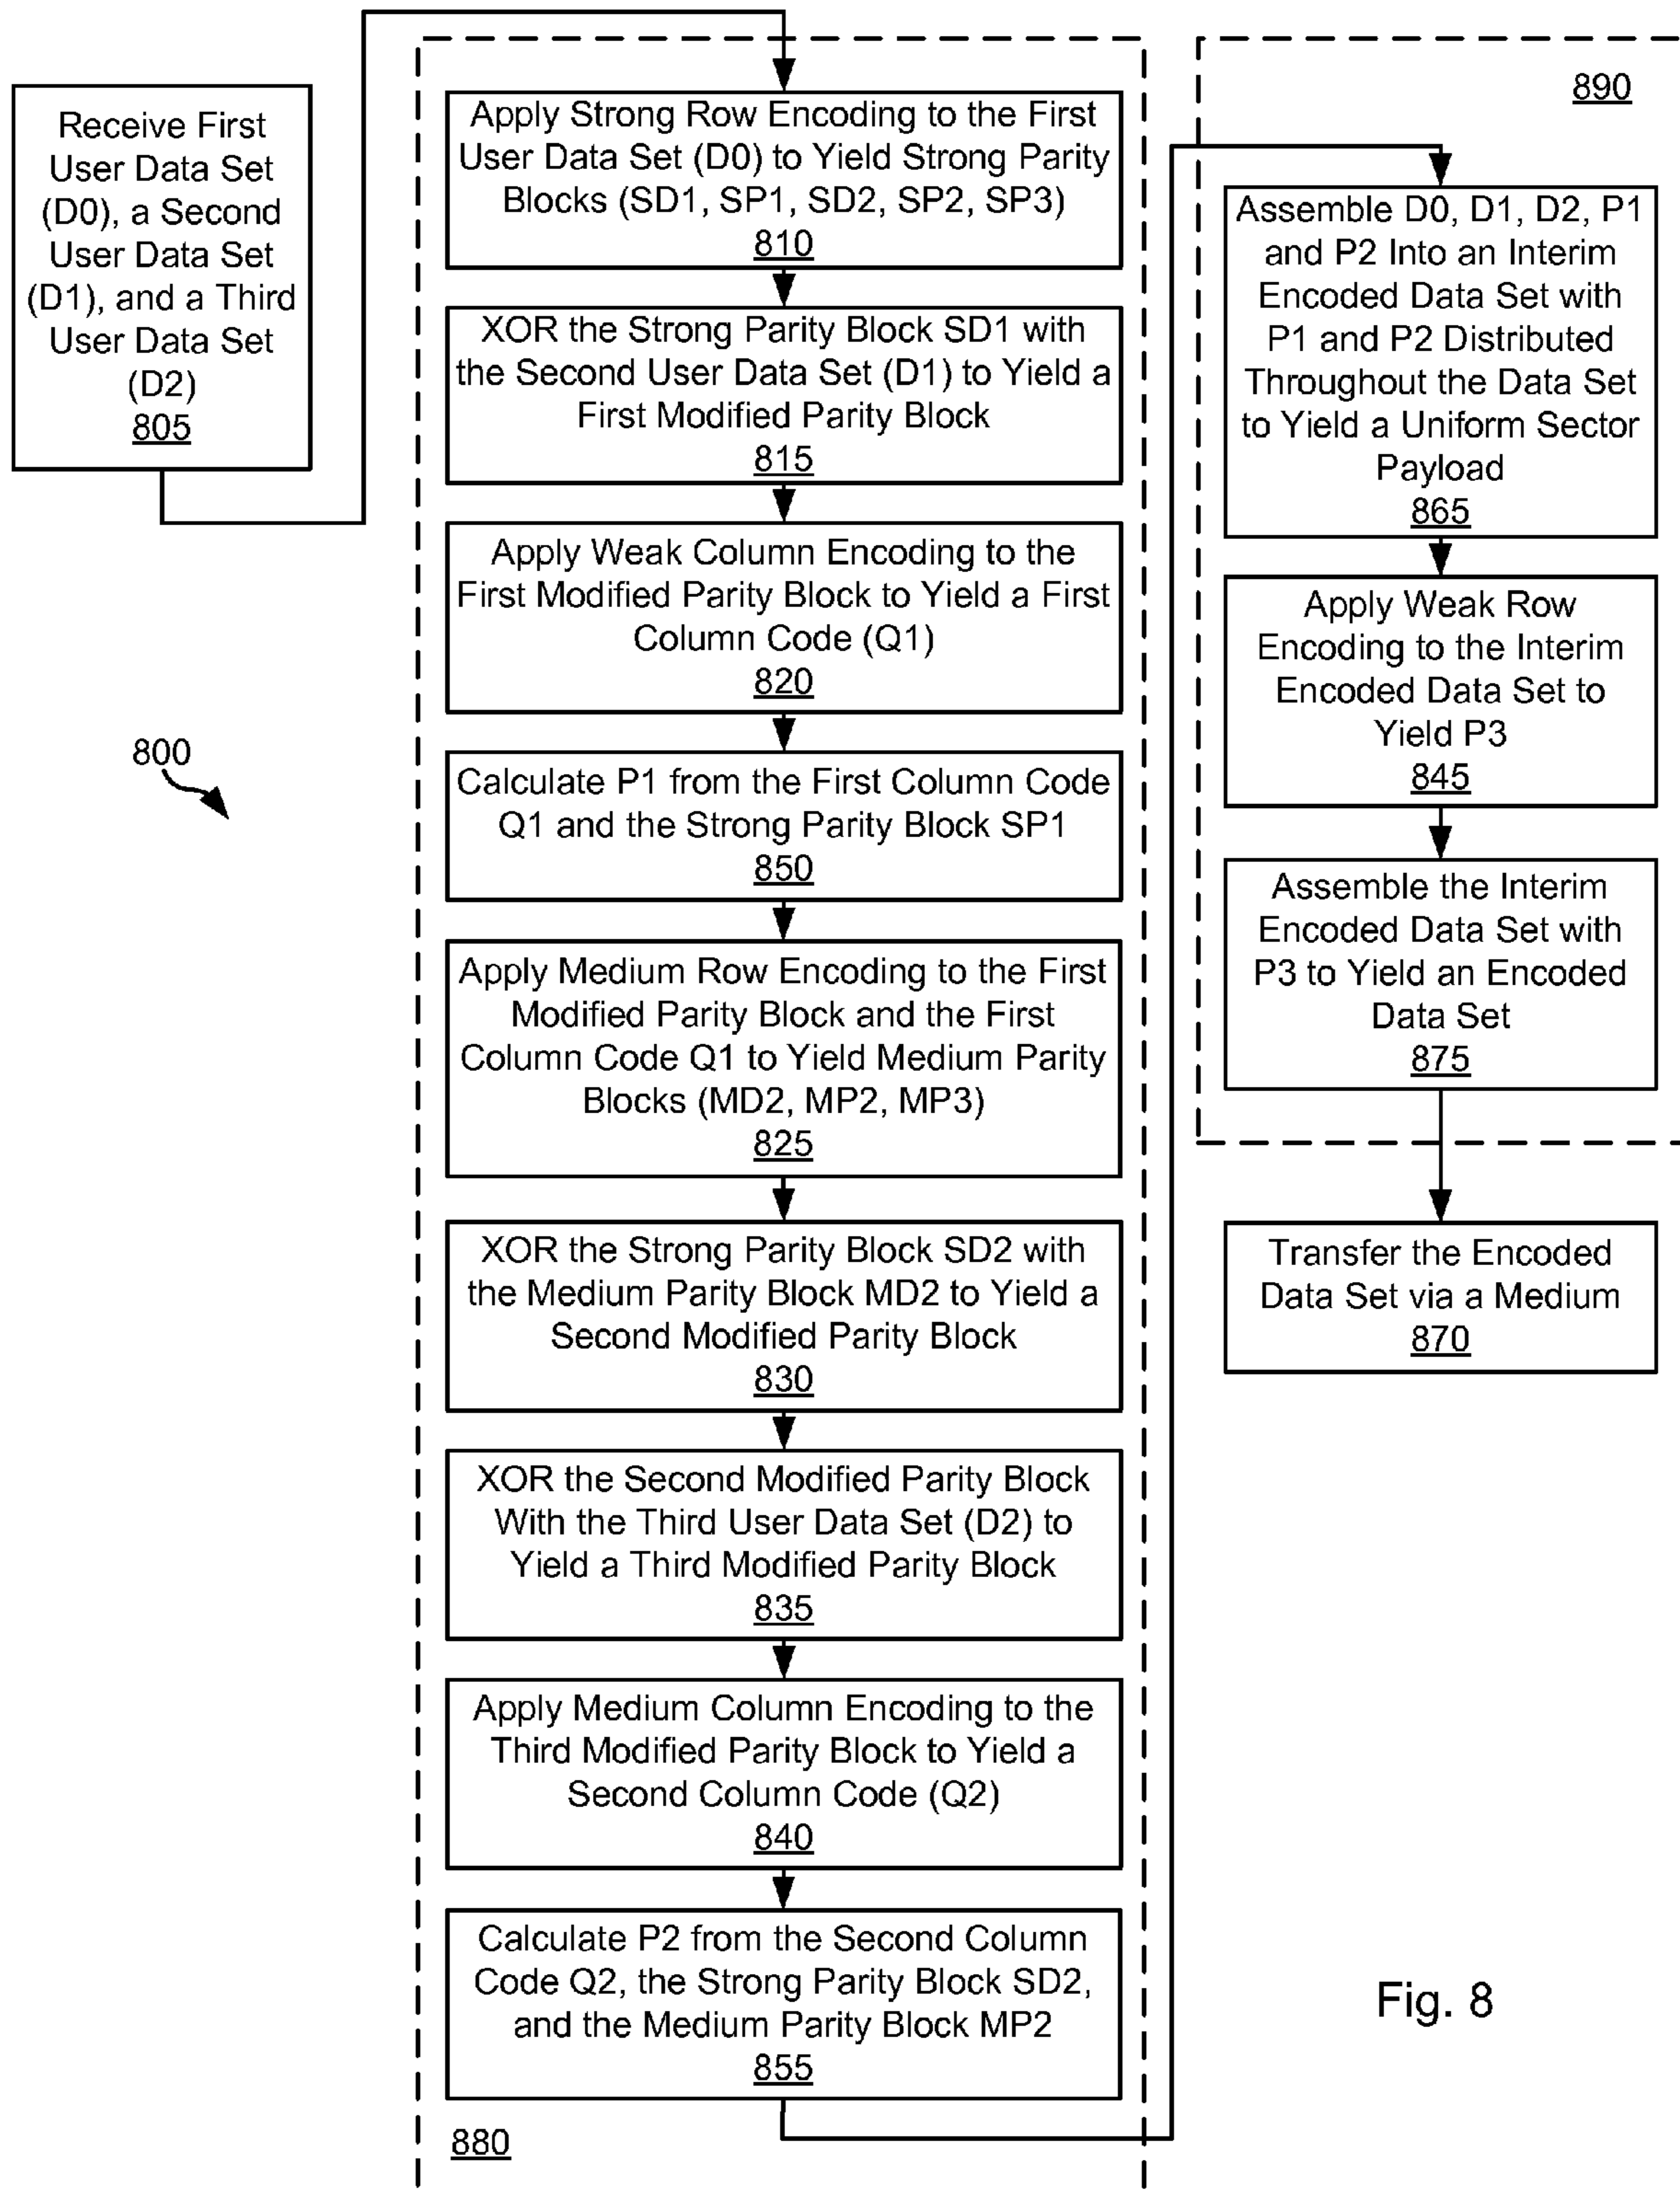 Receive First
User Data Set
(D0), a Second
User Data Set
(D1), and a Third
User Data Set
(D2)
805
800
Apply Strong Row Encoding to the First
User Data Set (D0) to Yield Strong Parity
Blocks (SD1, SP1, SD2, SP2, SP3)
810
XOR the Strong Parity Block SD1 with
the Second User Data Set (D1) to Yield a
First Modified Parity Block
815
Apply Weak Column Encoding to the
First Modified Parity Block to Yield a First
Column Code (Q1)
820
Calculate P1 from the First Column Code
Q1 and the Strong Parity Block SP1
850
Apply Medium Row Encoding to the First
Modified Parity Block and the First
Column Code Q1 to Yield Medium Parity
Blocks (MD2, MP2, MP3)
825
XOR the Strong Parity Block SD2 with
the Medium Parity Block MD2 to Yield a
Second Modified Parity Block
830
XOR the Second Modified Parity Block
With the Third User Data Set (D2) to
Yield a Third Modified Parity Block
835
Apply Medium Column Encoding to the
Third Modified Parity Block to Yield a
Second Column Code (Q2)
840
Calculate P2 from the Second Column
Code Q2, the Strong Parity Block SD2,
and the Medium Parity Block MP2
855
880
890
Assemble D0, D1, D2, P1
and P2 Into an Interim
Encoded Data Set with
P1 and P2 Distributed
Throughout the Data Set
to Yield a Uniform Sector
Payload
865
Apply Weak Row
Encoding to the Interim
Encoded Data Set to
Yield P3
845
Assemble the Interim
Encoded Data Set with
P3 to Yield an Encoded
Data Set
875
Transfer the Encoded
Data Set via a Medium
870
Fig. 8